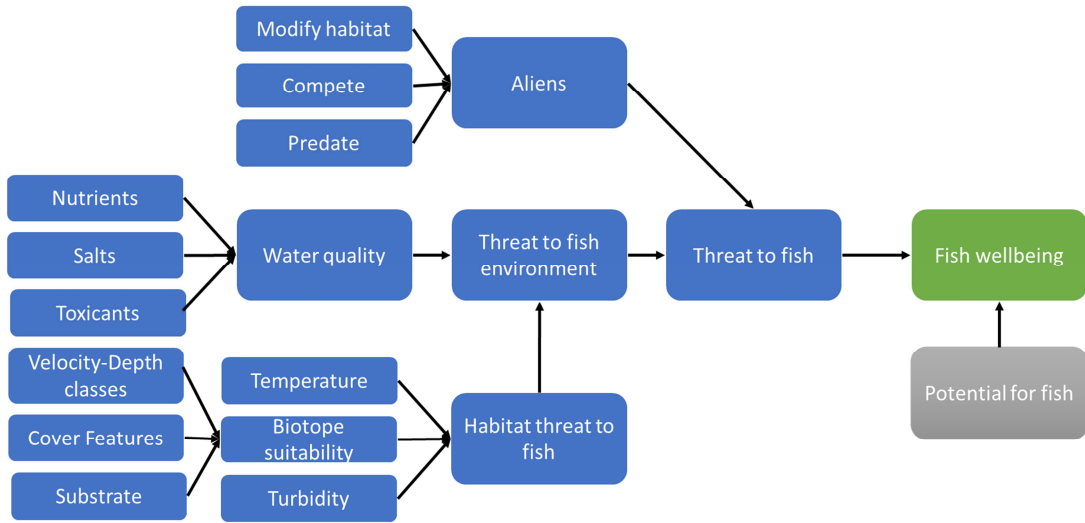 Modify habitat
Compete
Predate
Aliens
Nutrients
Salts
Toxicants
Water quality
Threat to fish
environment
Threat to fish
Fish wellbeing
Velocity-Depth
classes
Cover Features
Substrate
Temperature
Biotope
suitability
Turbidity
Habitat threat to
fish
Potential for fish